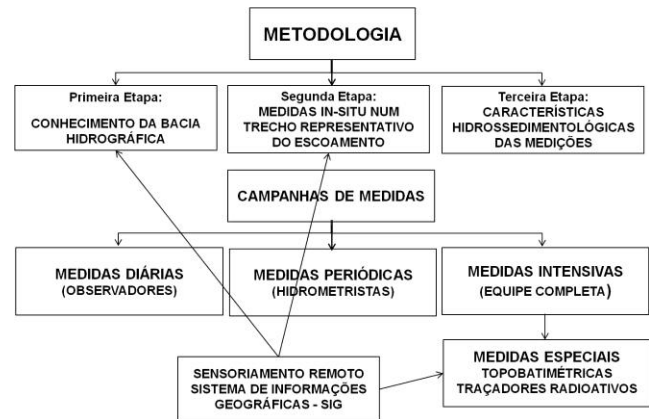 METODOLOGIA
Primeira Etapa:
CONHECIMENTO DA BACIA
HIDROGRÁFICA
Segunda Etapa:
MEDIDAS IN-SITU NUM
TRECHO REPRESENTATIVO
DO ESCOAMENTO
Terceira Etapa:
CARACTERÍSTICAS
HIDROSSEDIMENTOLÓGICAS
DAS MEDIÇÕES
CAMPANHAS DE MEDIDAS
MEDIDAS DIÁRIAS
(OBSERVADORES)
MEDIDAS PERIÓDICAS
(HIDROMETRISTAS)
MEDIDAS INTENSIVAS
(EQUIPE COMPLETA)
SENSORIAMENTO REMOTO
SISTEMA DE INFORMAÇÕES
GEOGRÁFICAS - SIG
MEDIDAS ESPECIAIS
TOPOBATIMÉTRICAS
TRAÇADORES RADIOATIVOS